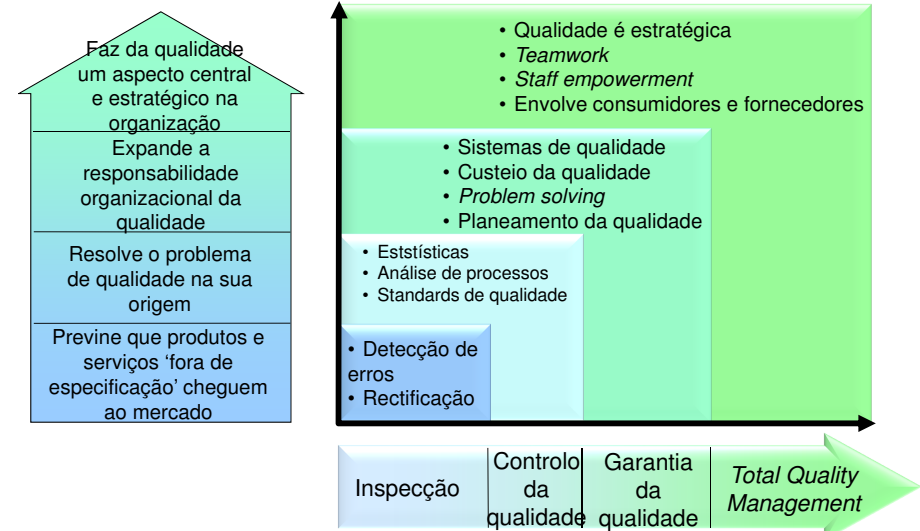 Faz da qualidade
um aspecto central
e estratégico na
organização
Expande a
responsabilidade
organizacional da
qualidade
Resolve o problema
de qualidade na sua
origem
Previne que produtos e
serviços ‘fora de
especificação’ cheguem
ao mercado
• Qualidade é estratégica
• Teamwork
• Staff empowerment
• Envolve consumidores e fornecedores
• Sistemas de qualidade
• Custeio da qualidade
• Problem solving
• Planeamento da qualidade
• Eststísticas
• Análise de processos
• Standards de qualidade
• Detecção de
erros
• Rectificação
Inspecção
Controlo
da
qualidade
Garantia
da
qualidade
Total Quality
Management